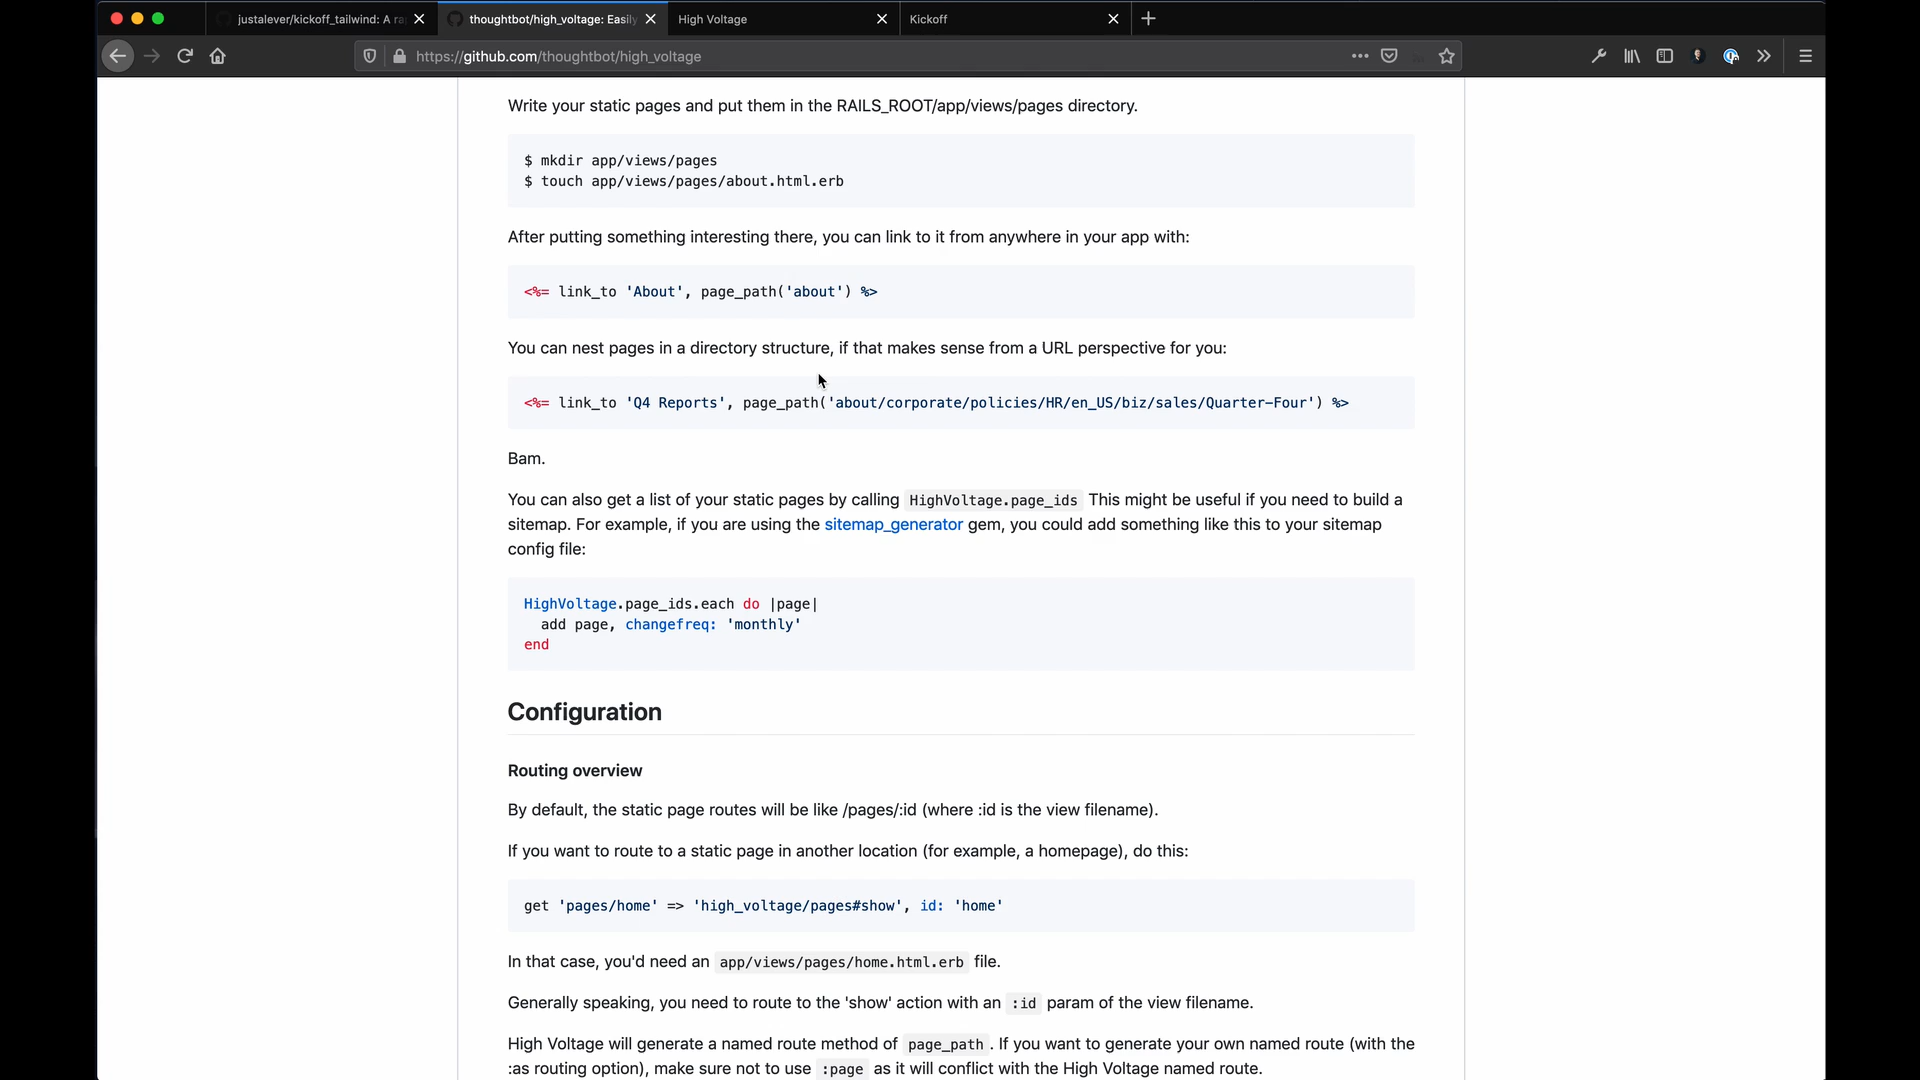 justalever/kickoff_tailwind: A ra
thoughtbot/high_voltage: Easily
High Voltage
Kickoff
https://github.com/thoughtbot/high_voltage
Write your static pages and put them in the RAILS_ROOT/app/views/pages directory.
$ mkdir app/views/pages
$ touch app/views/pages/about.html.erb
After putting something interesting there, you can link to it from anywhere in your app with:
<%= link_to 'About', page_path('about') %>
You can nest pages in a directory structure, if that makes sense from a URL perspective for you:
<%= link_to 'Q4 Reports', page_path('about/corporate/policies/HR/en_US/biz/sales/Quarter-Four') %>
Bam.
You can also get a list of your static pages by calling HighVoltage.page_ids This might be useful if you need to build a
sitemap. For example, if you are using the sitemap_generator gem, you could add something like this to your sitemap
config file:
HighVoltage.page_ids.each do |page|
add page, changefreq: 'monthly'
end
Configuration
Routing overview
By default, the static page routes will be like /pages/:id (where :id is the view filename).
If you want to route to a static page in another location (for example, a homepage), do this:
get 'pages/home' => 'high_voltage/pages#show', id: 'home'
In that case, you'd need an app/views/pages/home.html.erb file.
Generally speaking, you need to route to the 'show' action with an :id param of the view filename.
High Voltage will generate a named route method of page_path. If you want to generate your own named route (with the
:as routing option), make sure not to use :page as it will conflict with the High Voltage named route.